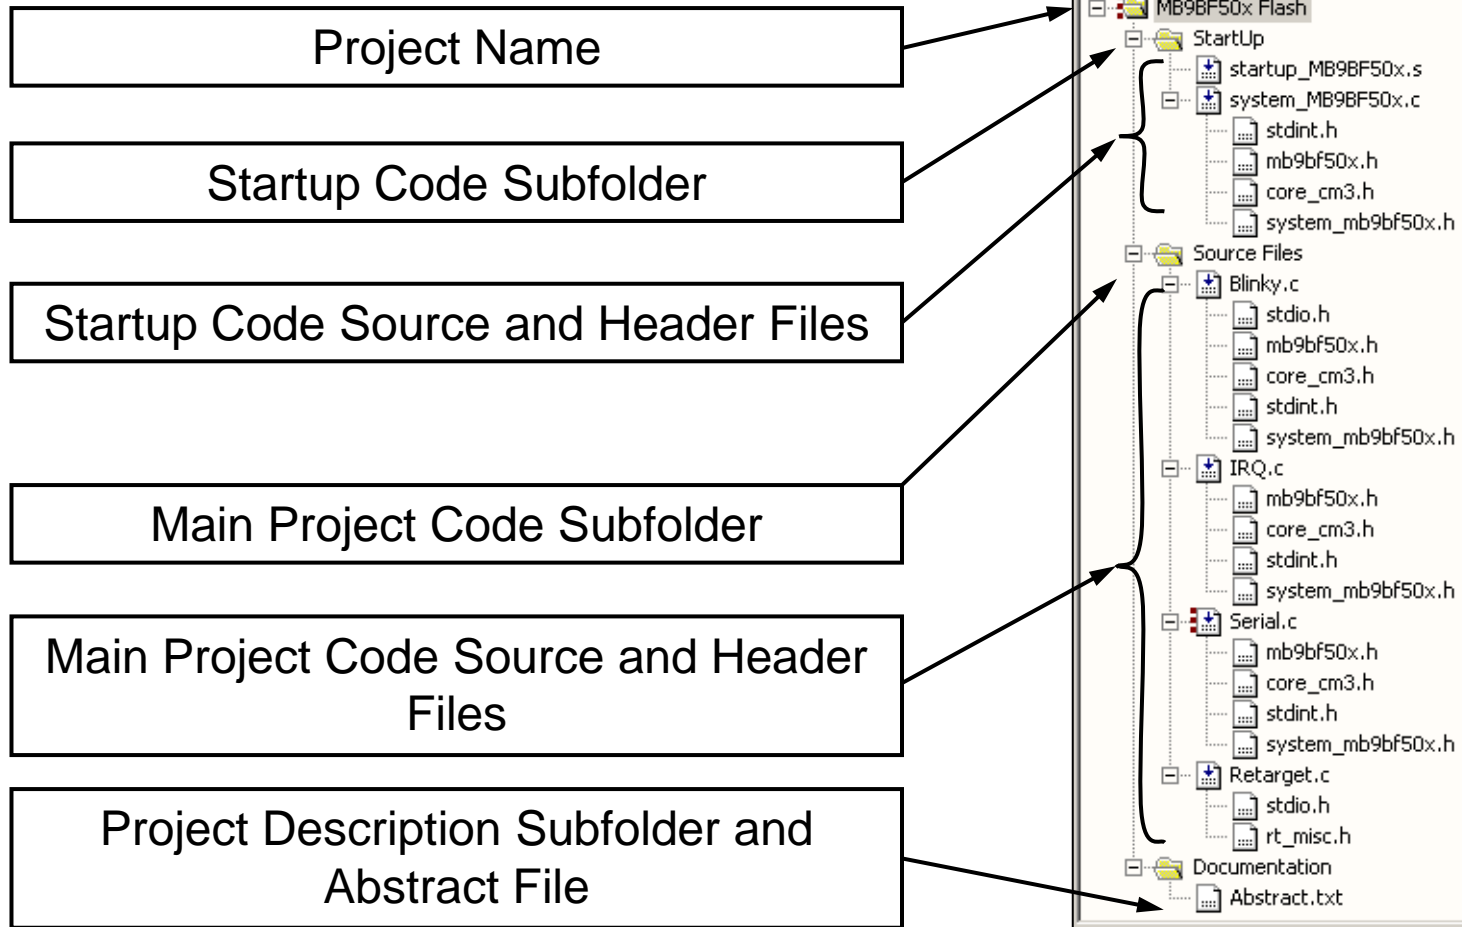 Project Name
Startup Code Subfolder
Startup Code Source and Header Files
Main Project Code Subfolder
Main Project Code Source and Header
Files
Project Description Subfolder and
Abstract File
MB9BF50x Flash
StartUp
startup_MB9BF50x.s
system_MB9BF50x.c
stdint.h
mb9bf50x.h
core_cm3.h
system_mb9bf50x.h
Source Files
Blinky.c
stdio.h
mb9bf50x.h
core_cm3.h
stdint.h
system_mb9bf50x.h
IRQ.c
mb9bf50x.h
core_cm3.h
stdint.h
system_mb9bf50x.h
Serial.c
mb9bf50x.h
core_cm3.h
stdint.h
system_mb9bf50x.h
Retarget.c
stdio.h
rt_misc.h
Documentation
Abstract.txt